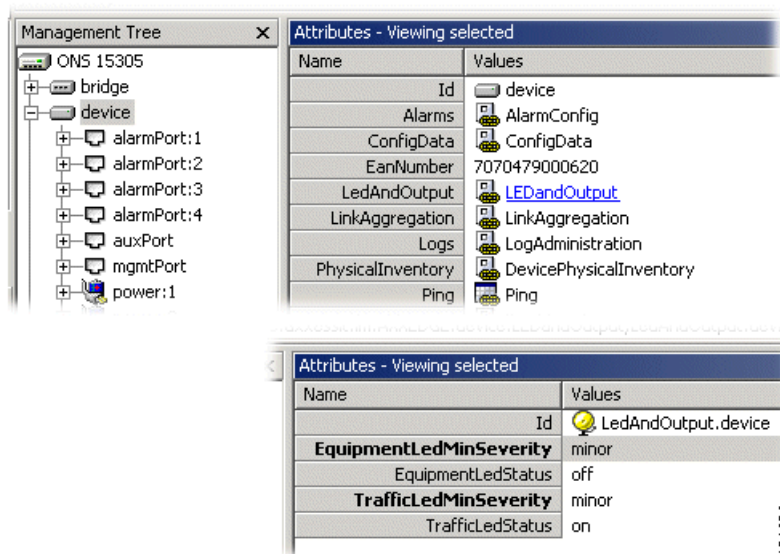 Management Tree x
ONS 15305
bridge
device
alarmPort:1
alarmPort:2
alarmPort:3
alarmPort:4
auxPort
mgmtPort
power:1
Attributes - Viewing selected
Name Values
Id device
Alarms AlarmConfig
ConfigData ConfigData
EanNumber 7070479000620
LedAndOutput LEDandOutput
LinkAggregation LinkAggregation
Logs LogAdministration
PhysicalInventory DevicePhysicalInventory
Ping Ping
Attributes - Viewing selected
Name Values
Id LedAndOutput.device
EquipmentLedMinSeverity minor
EquipmentLedStatus off
TrafficLedMinSeverity minor
TrafficLedStatus on